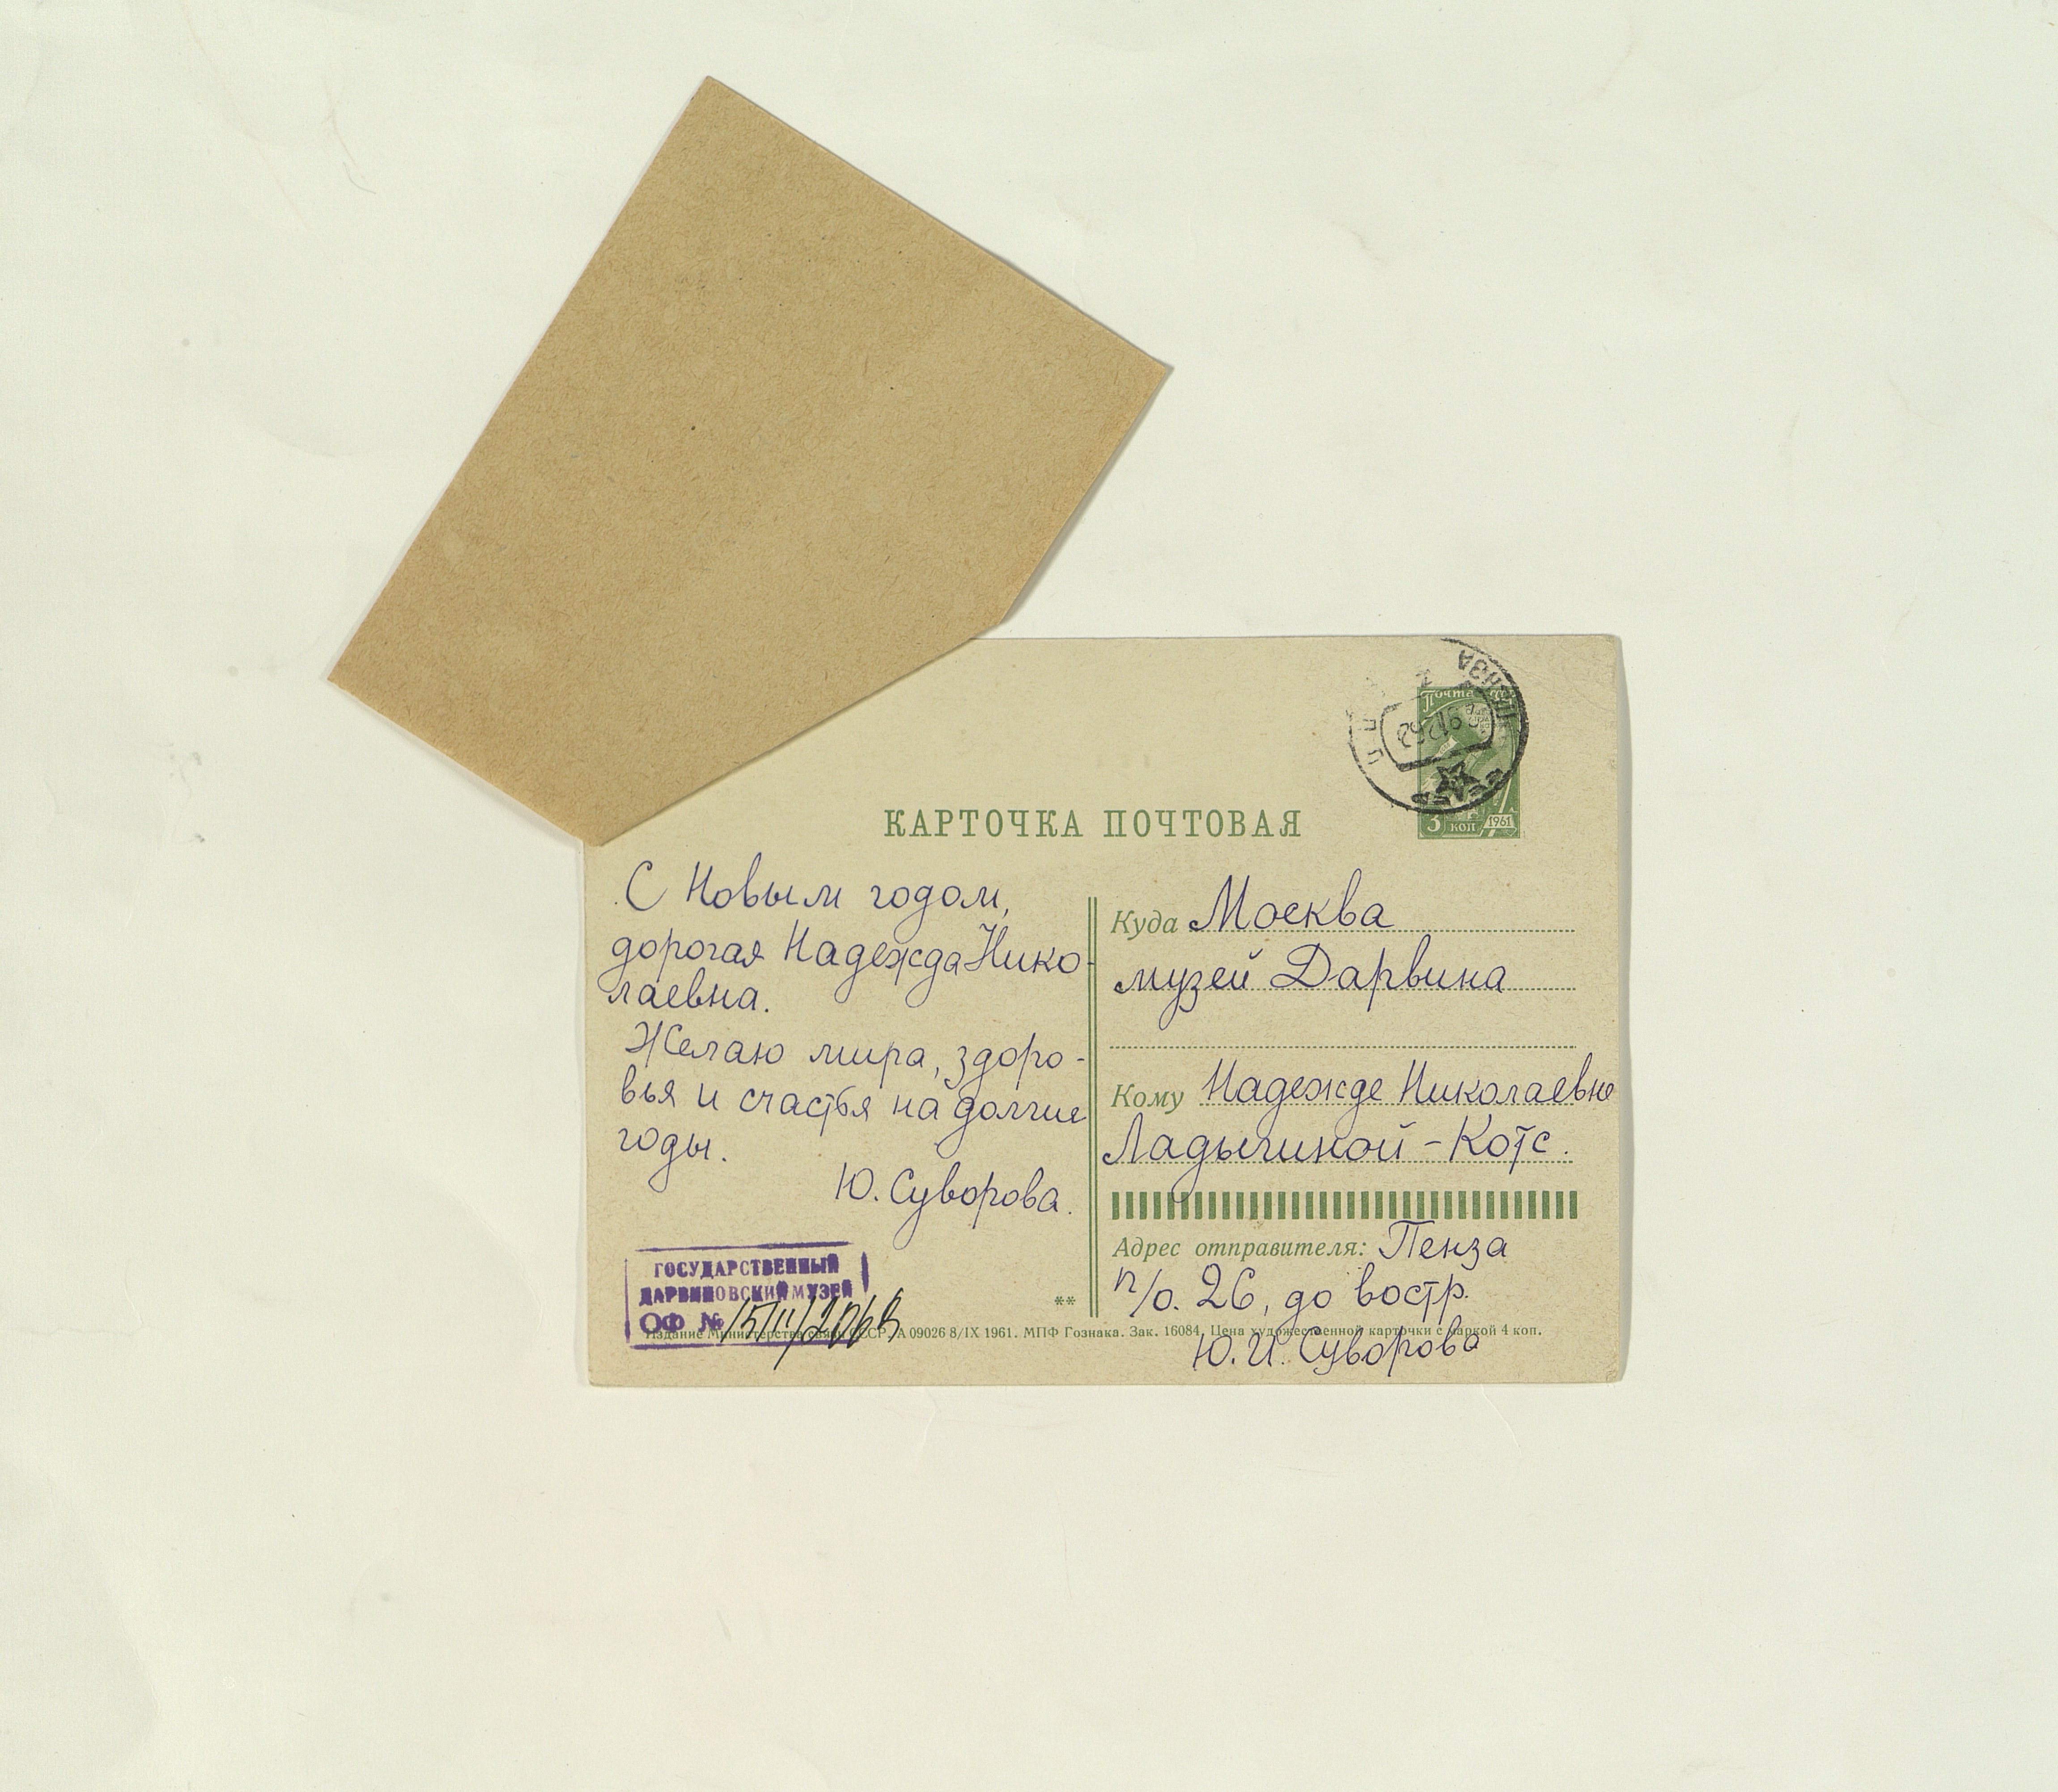 ПЕНЗА
Почта
3 коп 1961
КАРТОЧКА ПОЧТОВАЯ
С Новым годом,
дорогая Надежда Нико-
лаевна.
Желаю мира, здоро-
вья и счастья на долгие
годы.
Ю. Суворова.
Куда Москва
музей Дарвина
Кому Надежде Николаевне
Ладыгиной-Котс.
Адрес отправителя: Пенза
п/о. 26, до востр.
Ю. И. Суворова
ГОСУДАРСТВЕННЫЙ
ДАРВИНОВСКИЙ МУЗЕЙ
ОФ №
**
Издание Министерства связи СССР. А 09026 8/IX 1961. МПФ Гознака. Зак. 16084. Цена художественной карточки с маркой 4 коп.